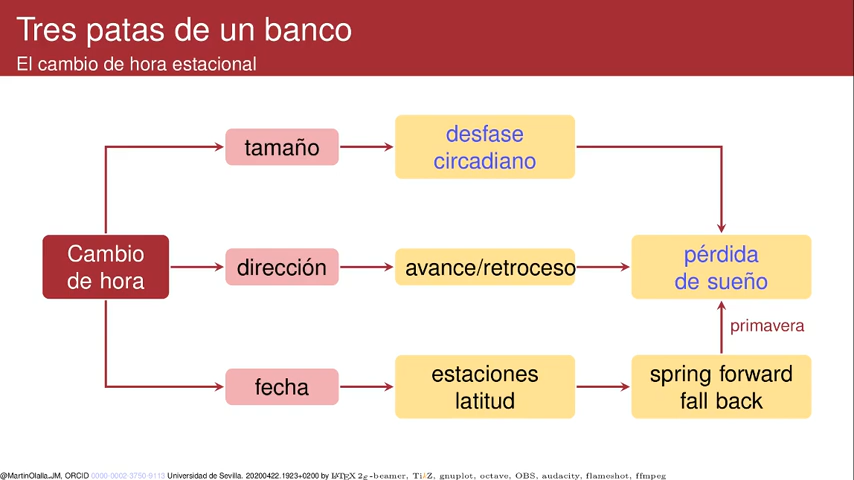 Tres patas de un banco
El cambio de hora estacional
tamaño
desfase
circadiano
Cambio
de hora
dirección
avance/retroceso
pérdida
de sueño
primavera
fecha
estaciones
latitud
spring forward
fall back
@MartinOlalla_JM, ORCID 0000-0002-3750-9113 Universidad de Sevilla. 20200422.1923+0200 by LATEX 2ε-beamer, TikZ, gnuplot, octave, OBS, audacity, flameshot, ffmpeg